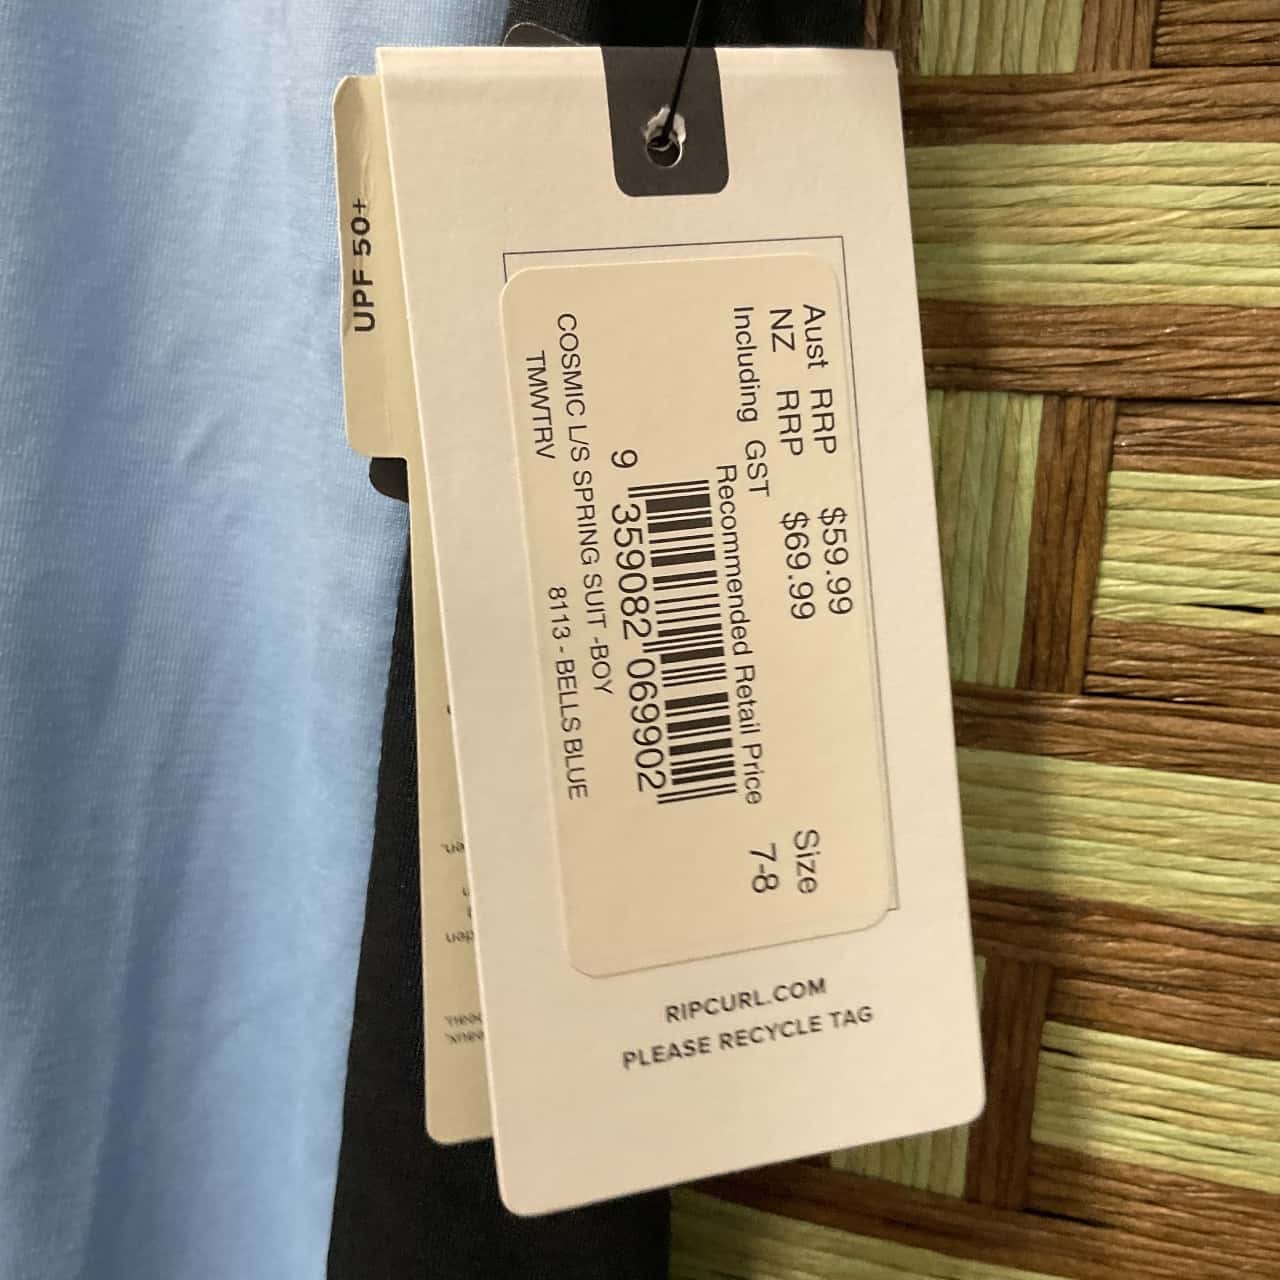 UPF 50+
Aust RRP $59.99
NZ RRP $69.99
Including GST
Size
7-8
Recommended Retail Price
9 359082 069902
COSMIC L/S SPRING SUIT -BOY
TMWTRV 8113 - BELLS BLUE
RIPCURL.COM
PLEASE RECYCLE TAG